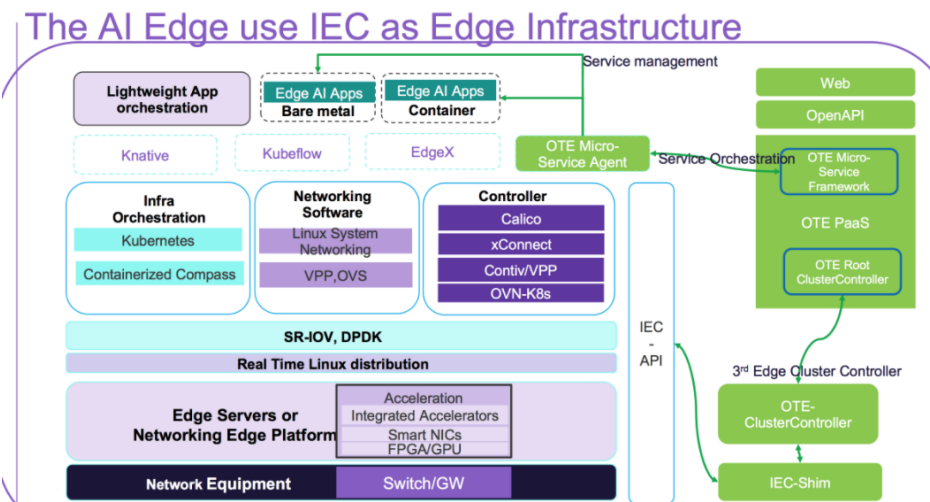 The AI Edge use IEC as Edge Infrastructure
Service management
Lightweight App
orchestration
Edge AI Apps
Bare metal
Edge AI Apps
Container
Web
OpenAPI
Knative
Kubeflow
EdgeX
OTE Micro-
Service Agent
Service Orchestration
OTE Micro-
Service
Framework
OTE PaaS
OTE Root
ClusterController
Infra
Orchestration
Kubernetes
Containerized Compass
Networking
Software
Linux System
Networking
VPP,OVS
Controller
Calico
xConnect
Contiv/VPP
OVN-K8s
IEC
-
API
SR-IOV, DPDK
Real Time Linux distribution
3rd Edge Cluster Controller
Edge Servers or
Networking Edge Platform
Acceleration
Integrated Accelerators
Smart NICs
FPGA/GPU
OTE-
ClusterController
Network Equipment
Switch/GW
IEC-Shim